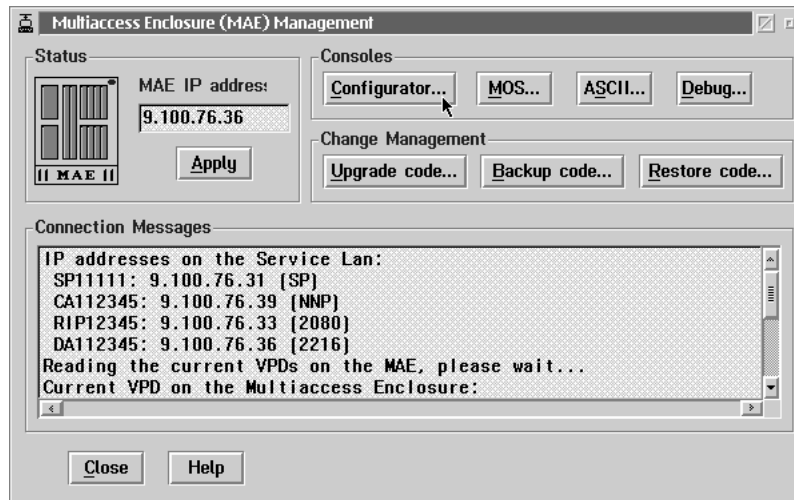 Multiaccess Enclosure (MAE) Management
Status
MAE IP address
9.100.76.36
Apply
|| MAE ||
Consoles
Configurator... MOS... ASCII... Debug...
Change Management
Upgrade code... Backup code... Restore code...
Connection Messages
IP addresses on the Service Lan:
SP11111: 9.100.76.31 (SP)
CA112345: 9.100.76.39 (NNP)
RIP12345: 9.100.76.33 (2080)
DA112345: 9.100.76.36 (2216)
Reading the current VPDs on the MAE, please wait...
Current VPD on the Multiaccess Enclosure:
Close Help